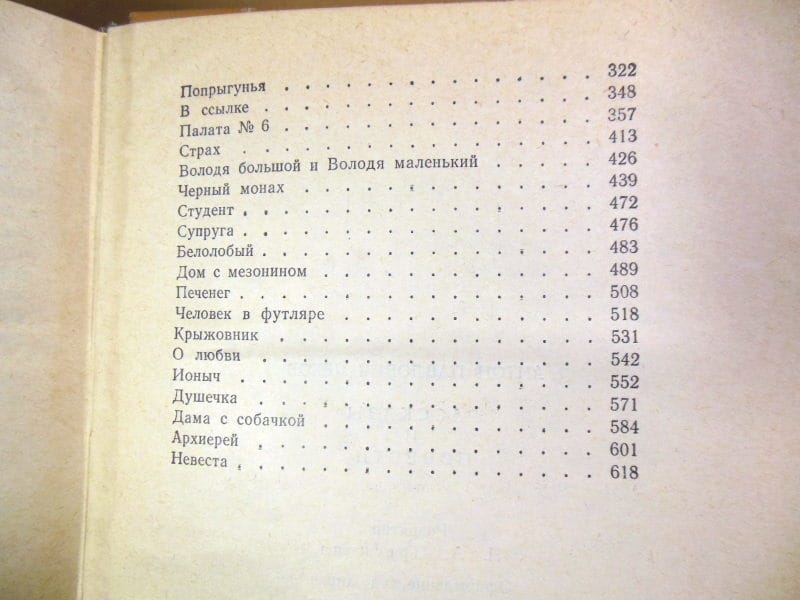 Попрыгунья . . . . . . . . . . . . . . . . 322
В ссылке . . . . . . . . . . . . . . . . . 348
Палата № 6 . . . . . . . . . . . . . . . . 357
Страх . . . . . . . . . . . . . . . . . . 413
Володя большой и Володя маленький . . . . . . 426
Черный монах . . . . . . . . . . . . . . . 439
Студент . . . . . . . . . . . . . . . . . 472
Супруга . . . . . . . . . . . . . . . . . 476
Белолобый . . . . . . . . . . . . . . . . 483
Дом с мезонином . . . . . . . . . . . . . . 489
Печенег . . . . . . . . . . . . . . . . . 508
Человек в футляре . . . . . . . . . . . . . 518
Крыжовник . . . . . . . . . . . . . . . . 531
О любви . . . . . . . . . . . . . . . . . 542
Ионыч . . . . . . . . . . . . . . . . . . 552
Душечка . . . . . . . . . . . . . . . . . 571
Дама с собачкой . . . . . . . . . . . . . . 584
Архиерей . . . . . . . . . . . . . . . . . 601
Невеста . . . . . . . . . . . . . . . . . 618